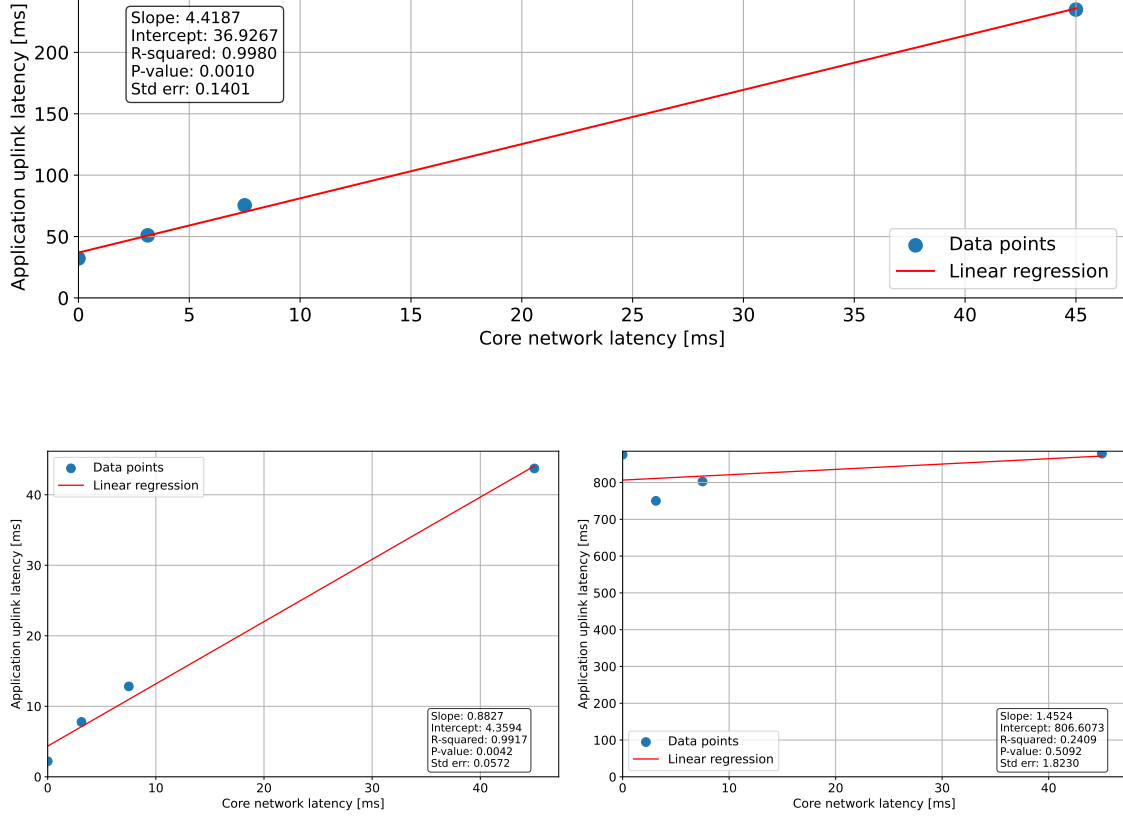 Application uplink latency [ms]
200
150
100
50
0
Slope: 4.4187
Intercept: 36.9267
R-squared: 0.9980
P-value: 0.0010
Std err: 0.1401
Data points
Linear regression
0 5 10 15 20 25 30 35 40 45
Core network latency [ms]
Application uplink latency [ms]
40
30
20
10
0
Data points
Linear regression
Slope: 0.8827
Intercept: 4.3594
R-squared: 0.9917
P-value: 0.0042
Std err: 0.0572
0 10 20 30 40
Core network latency [ms]
Application uplink latency [ms]
800
700
600
500
400
300
200
100
0
Data points
Linear regression
Slope: 1.4524
Intercept: 806.6073
R-squared: 0.2409
P-value: 0.5092
Std err: 1.8230
0 10 20 30 40
Core network latency [ms]